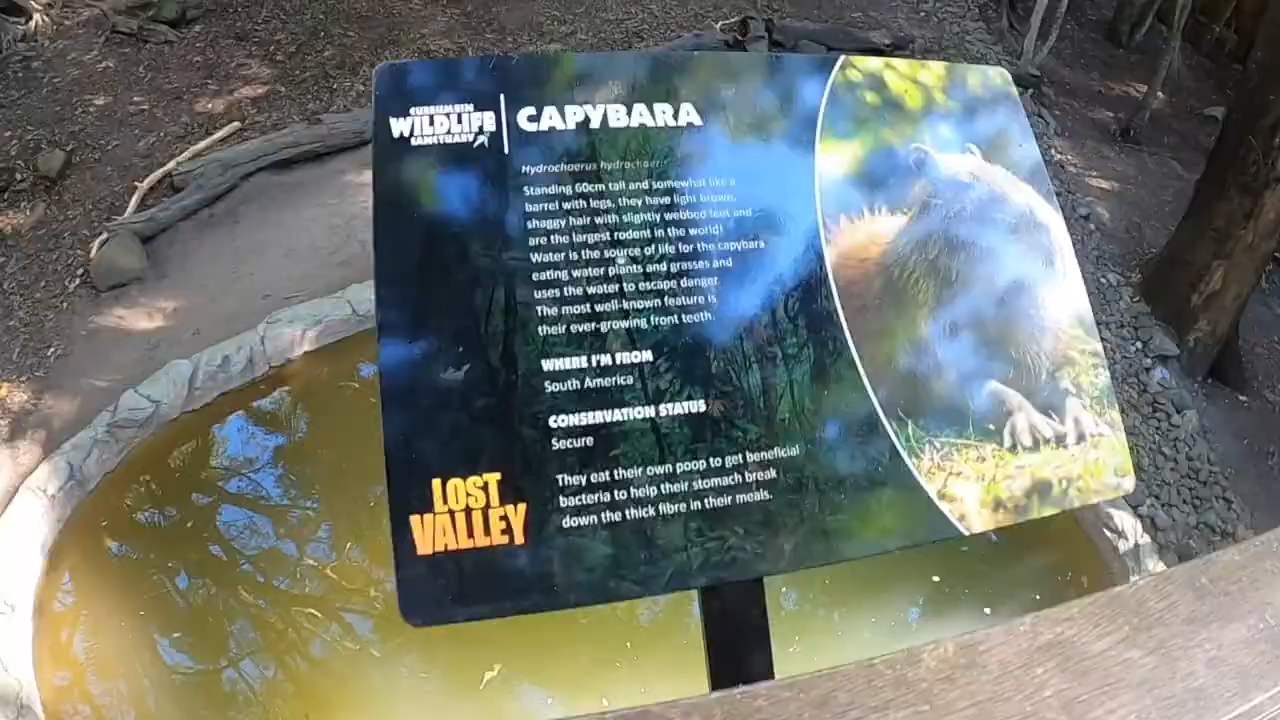 CURRUMBIN
WILDLIFE
SANCTUARY
CAPYBARA
Hydrochaerus hydrochaeris
Standing 60cm tall and somewhat like a
barrel with legs, they have light brown,
shaggy hair with slightly webbed feet and
are the largest rodent in the world!
Water is the source of life for the capybara
eating water plants and grasses and
uses the water to escape danger.
The most well-known feature is
their ever-growing front teeth.
WHERE I'M FROM
South America
CONSERVATION STATUS
Secure
They eat their own poop to get beneficial
bacteria to help their stomach break
down the thick fibre in their meals.
LOST
VALLEY